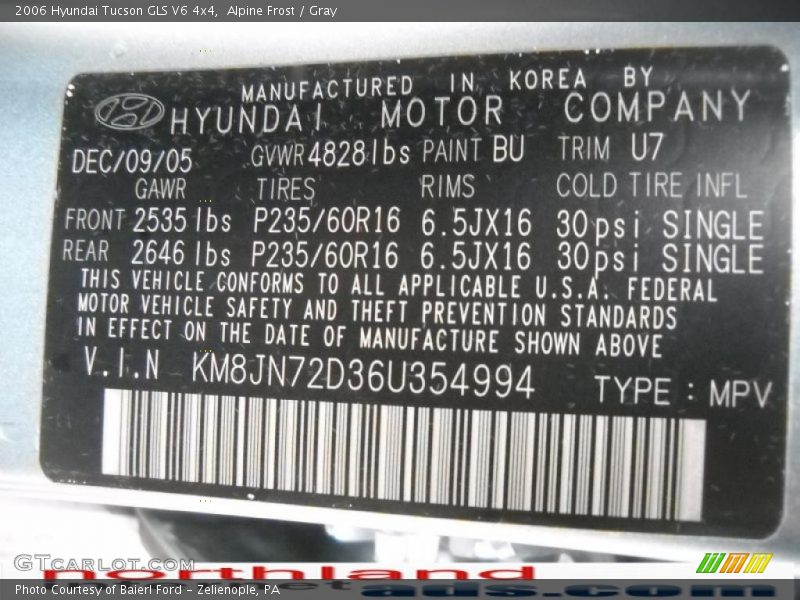 2006 Hyundai Tucson GLS V6 4x4,  Alpine Frost / Gray
MANUFACTURED IN KOREA BY
HYUNDAI MOTOR COMPANY
DEC/09/05 GVWR 4828lbs PAINT BU TRIM U7
GAWR TIRES RIMS COLD TIRE INFL
FRONT 2535 lbs P235/60R16 6.5JX16 30psi SINGLE
REAR 2646 lbs P235/60R16 6.5JX16 30psi SINGLE
THIS VEHICLE CONFORMS TO ALL APPLICABLE U.S.A. FEDERAL
MOTOR VEHICLE SAFETY AND THEFT PREVENTION STANDARDS
IN EFFECT ON THE DATE OF MANUFACTURE SHOWN ABOVE
V.I.N KM8JN72D36U354994 TYPE : MPV
GTCARLOT.COM
northland
ads.com
Photo Courtesy of Baierl Ford - Zelienople, PA